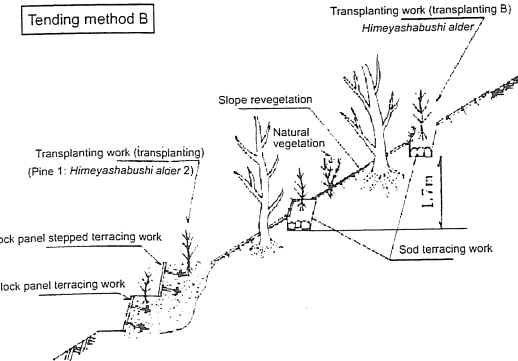 Tending method B
Transplanting work (transplanting B)
Himeyashabushi alder
Slope revegetation
Natural
vegetation
Transplanting work (transplanting)
(Pine 1: Himeyashabushi alder 2)
1.7m
ock panel stepped terracing work
Sod terracing work
lock panel terracing work